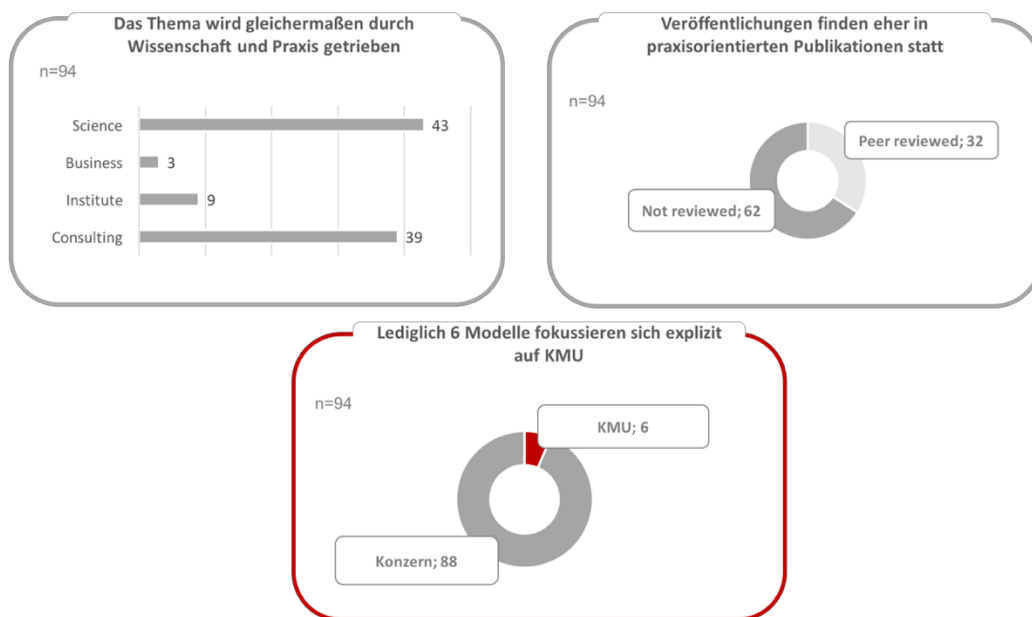 Das Thema wird gleichermaßen durch
Wissenschaft und Praxis getrieben
n=94
Science
43
Business
3
Institute
9
Consulting
39
Veröffentlichungen finden eher in
praxisorientierten Publikationen statt
n=94
Peer reviewed; 32
Not reviewed; 62
Lediglich 6 Modelle fokussieren sich explizit
auf KMU
n=94
KMU; 6
Konzern; 88